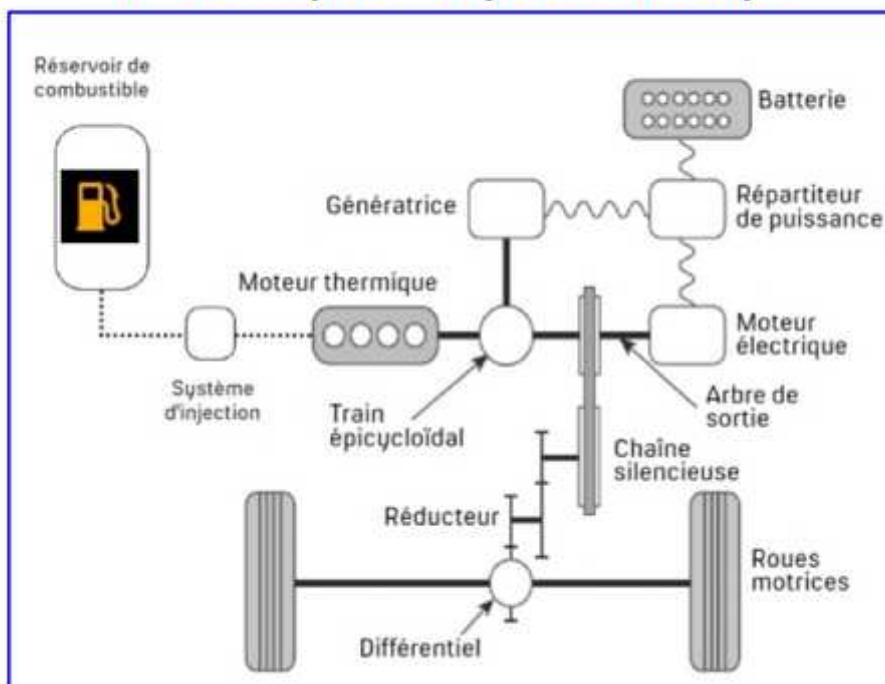 Réservoir de
combustible
Batterie
Génératrice
Répartiteur
de puissance
Moteur thermique
Moteur
électrique
Système
d'injection
Train
épicycloïdal
Arbre de
sortie
Chaîne
silencieuse
Réducteur
Roues
motrices
Différentiel